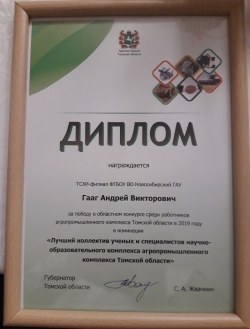 Томской области
ДИПЛОМ
награждается
ТСХИ-филиал ФГБОУ ВО Новосибирский ГАУ
Гааг Андрей Викторович
за победу в областном конкурсе среди работников
агропромышленного комплекса Томской области в 2019 году
в номинации
«Лучший коллектив ученых и специалистов научно-
образовательного комплекса агропромышленного
комплекса Томской области»
Губернатор
Томской области
С. А. Жвачкин